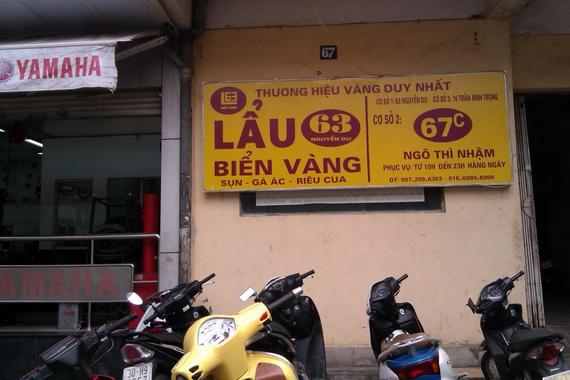 67
YAMAHA
THƯƠNG HIỆU VÀNG DUY NHẤT
LẨU 63
NGUYỄN DU
BIỂN VÀNG
SỤN - GÀ ÁC - RIÊU CUA
CƠ SỞ 1: 63 NGUYỄN DU CƠ SỞ 3: 16 TRẦN BÌNH TRỌNG
CƠ SỞ 2: 67C
NGÔ THÌ NHẬM
PHỤC VỤ: TỪ 10H ĐẾN 23H HÀNG NGÀY
ĐT: 097.209.6363 - 016.6999.6999
YAMAHA